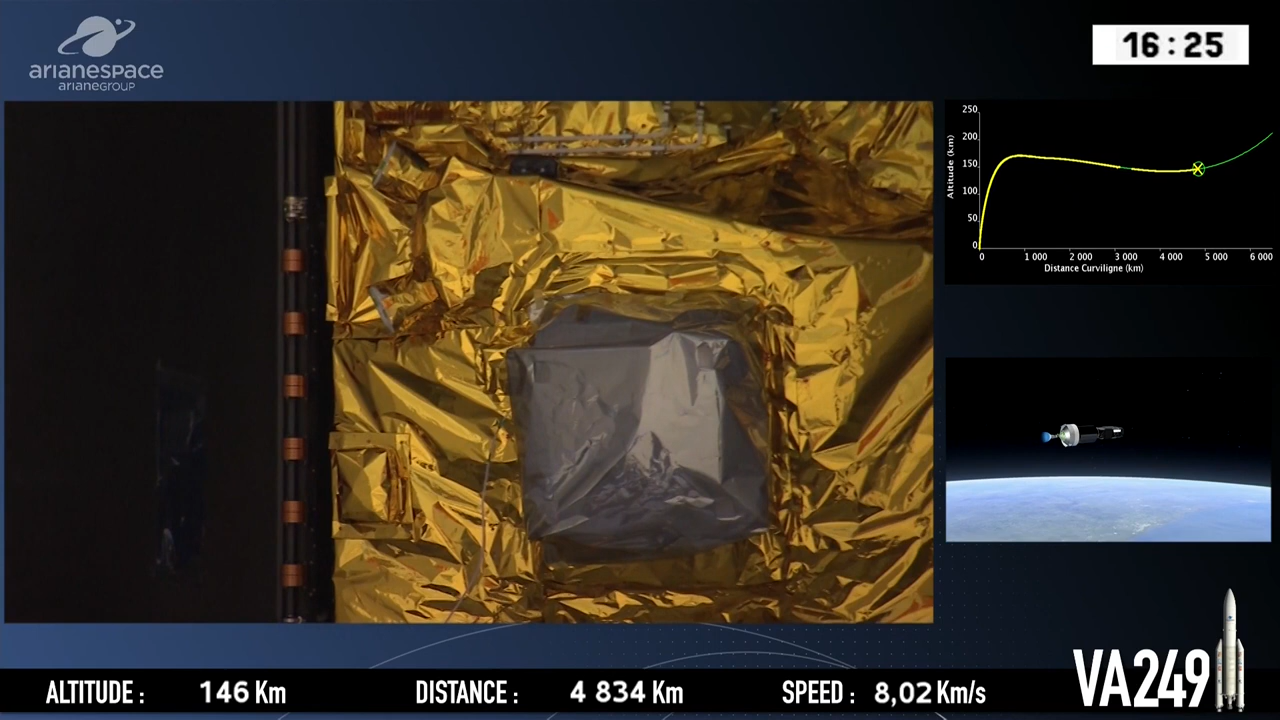 arianespace
arianeGROUP
16:25
Altitude (km)
250
200
150
100
50
0
0 1 000 2 000 3 000 4 000 5 000 6 000
Distance Curviligne (km)
VA249
ALTITUDE : 146 Km DISTANCE : 4 834 Km SPEED : 8,02 Km/s